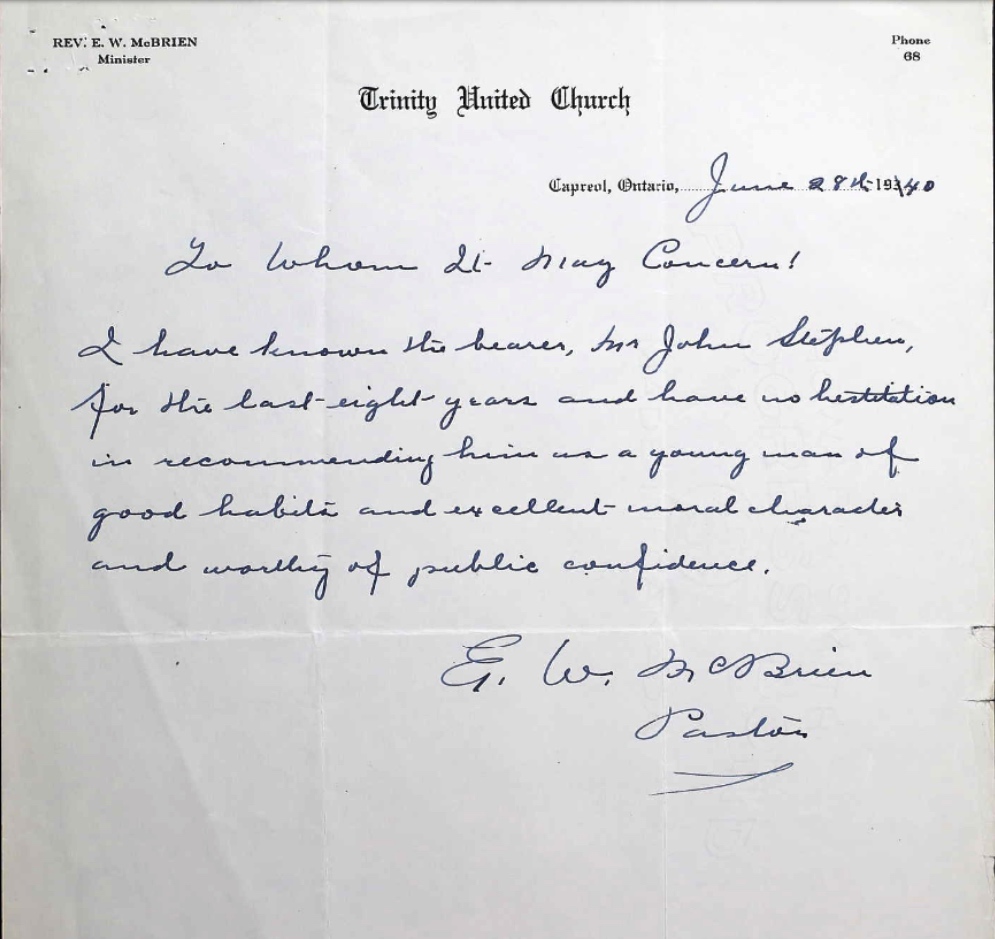 REV. E. W. McBRIEN
Minister
Phone
68
Trinity United Church
Capreol, Ontario, June 28th 1940
To Whom It May Concern!
I have known the bearer, Mr John Stephen,
for the last eight years and have no hestitation
in recommending him as a young man of
good habits and excellent moral character
and worthy of public confidence.
E. W. McBrien
Pastor